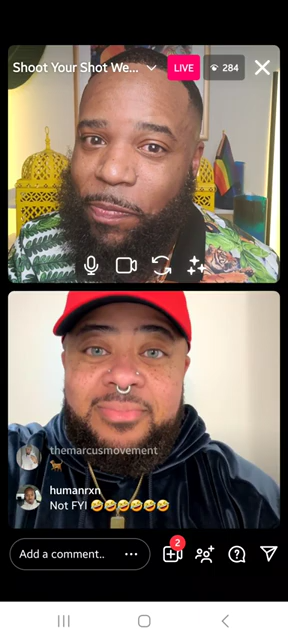 Shoot Your Shot We...
LIVE
284
themarcusmovement
🐕
humanrxn
Not FYI 🤣🤣🤣🤣🤣🤣
2
Add a comment..